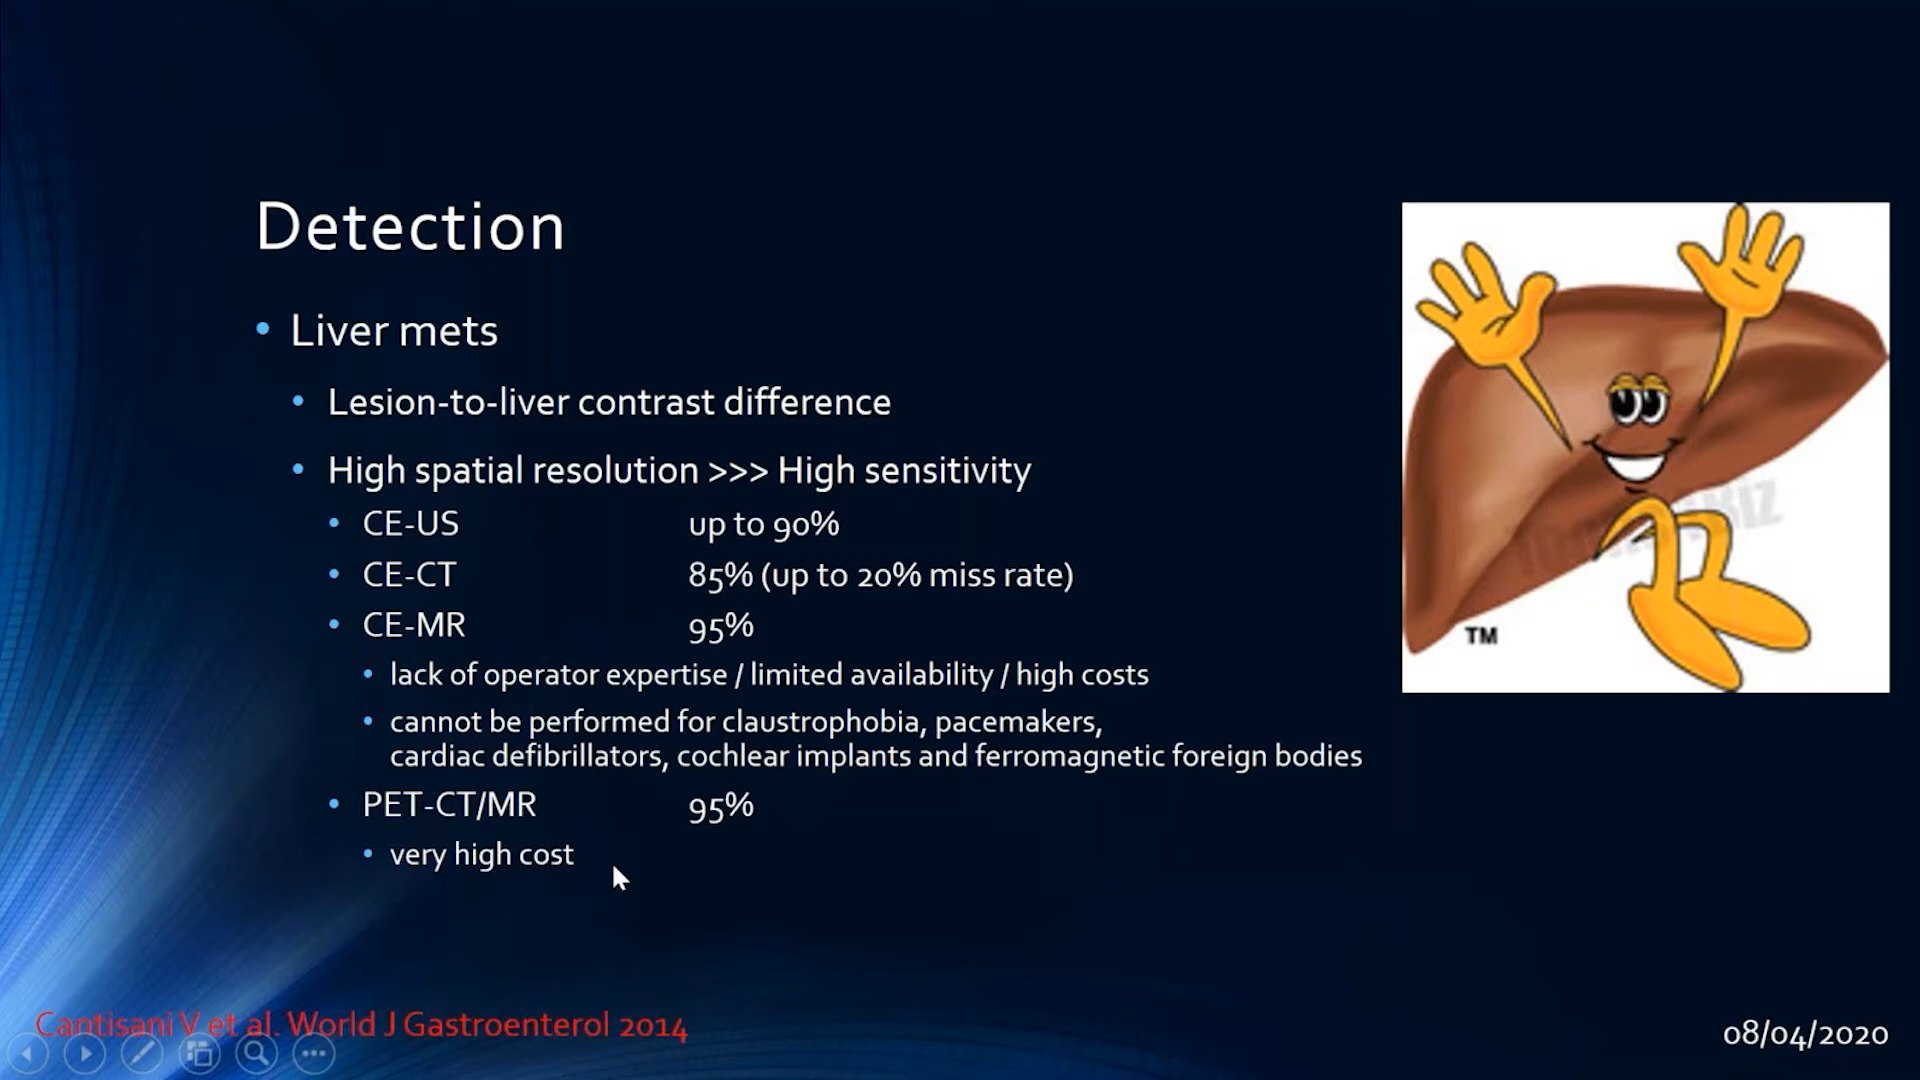 Detection
• Liver mets
• Lesion-to-liver contrast difference
• High spatial resolution >>> High sensitivity
• CE-US up to 90%
• CE-CT 85% (up to 20% miss rate)
• CE-MR 95%
• lack of operator expertise / limited availability / high costs
• cannot be performed for claustrophobia, pacemakers,
cardiac defibrillators, cochlear implants and ferromagnetic foreign bodies
• PET-CT/MR 95%
• very high cost
TM
Cantisani V et al. World J Gastroenterol 2014
08/04/2020